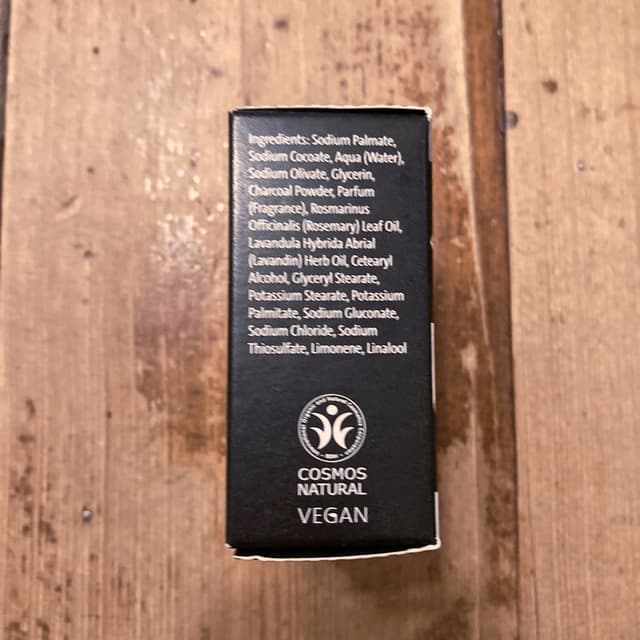 Ingredients: Sodium Palmate,
Sodium Cocoate, Aqua (Water),
Sodium Olivate, Glycerin,
Charcoal Powder, Parfum
(Fragrance), Rosmarinus
Officinalis (Rosemary) Leaf Oil,
Lavandula Hybrida Abrial
(Lavandin) Herb Oil, Cetearyl
Alcohol, Glyceryl Stearate,
Potassium Stearate, Potassium
Palmitate, Sodium Gluconate,
Sodium Chloride, Sodium
Thiosulfate, Limonene, Linalool
COSMOS
NATURAL
VEGAN